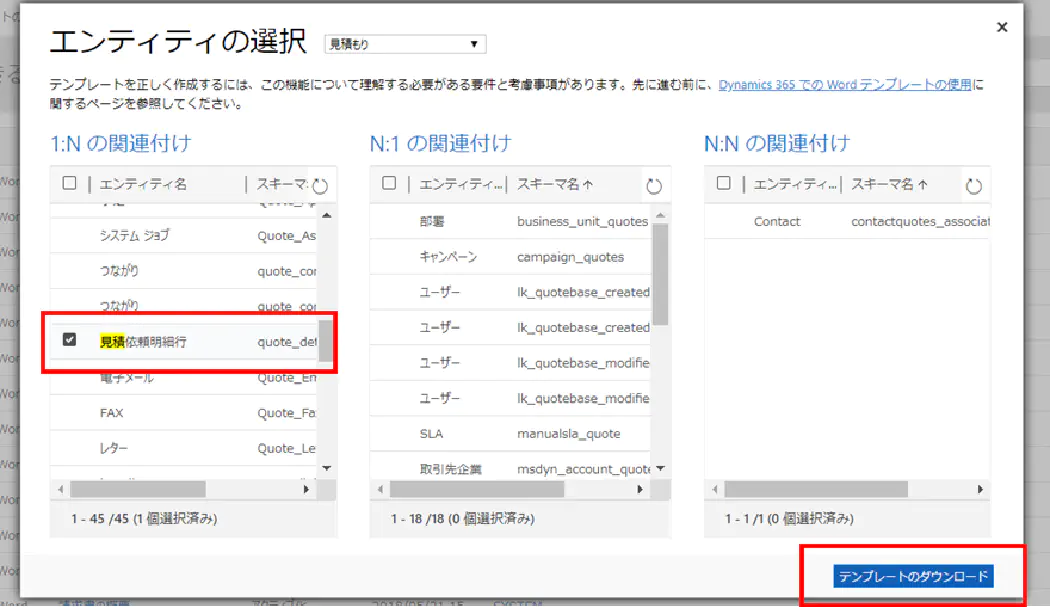 エンティティの選択 見積もり
テンプレートを正しく作成するには、この機能について理解する必要がある要件と考慮事項があります。先に進む前に、Dynamics 365 での Word テンプレートの使用に
関するページを参照してください。
1:N の関連付け
エンティティ名 スキーマ
システム ジョブ Quote_As
つながり quote_con
つながり quote_con
見積依頼明細行 quote_det
電子メール Quote_Em
FAX Quote_Fa
レター Quote_Le
1 - 45 /45 (1 個選択済み)
N:1 の関連付け
エンティティ... スキーマ名↑
部署 business_unit_quotes
キャンペーン campaign_quotes
ユーザー lk_quotebase_created
ユーザー lk_quotebase_created
ユーザー lk_quotebase_modifie
ユーザー lk_quotebase_modifie
SLA manualsla_quote
取引先企業 msdyn_account_quote
1 - 18 /18 (0 個選択済み)
N:N の関連付け
エンティティ... スキーマ名↑
Contact contactquotes_associat
1 - 1 /1 (0 個選択済み)
テンプレートのダウンロード